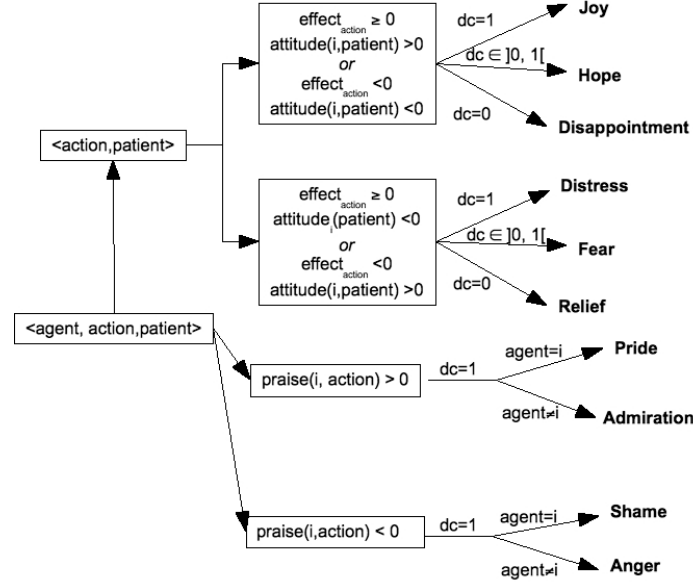 effect action ≥ 0
attitude(i,patient) >0
or
effect action <0
attitude(i,patient) <0
dc=1
Joy
dc ∈ ]0, 1[
Hope
dc=0
Disappointment
<action,patient>
effect action ≥ 0
attitude i (patient) <0
or
effect action <0
attitude(i,patient) >0
dc=1
Distress
dc ∈ ]0, 1[
Fear
dc=0
Relief
<agent, action,patient>
praise(i, action) > 0
dc=1
agent=i
Pride
agent≠i
Admiration
praise(i,action) < 0
dc=1
agent=i
Shame
agent≠i
Anger